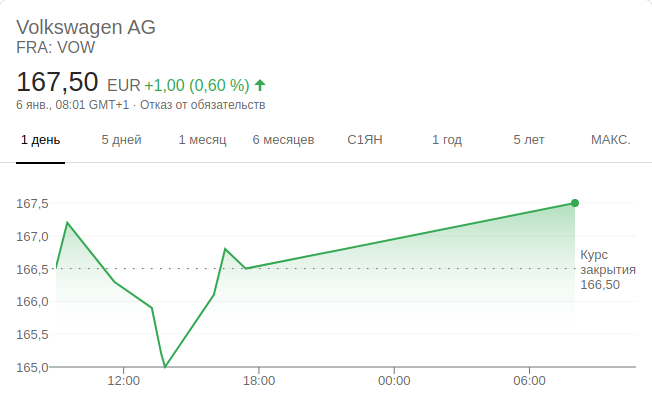 Volkswagen AG
FRA: VOW
167,50 EUR +1,00 (0,60 %)
6 янв., 08:01 GMT+1 · Отказ от обязательств
1 день 5 дней 1 месяц 6 месяцев С1ЯН 1 год 5 лет МАКС.
167,5
167,0
166,5
166,0
165,5
165,0
Курс
закрытия
166,50
12:00 18:00 00:00 06:00